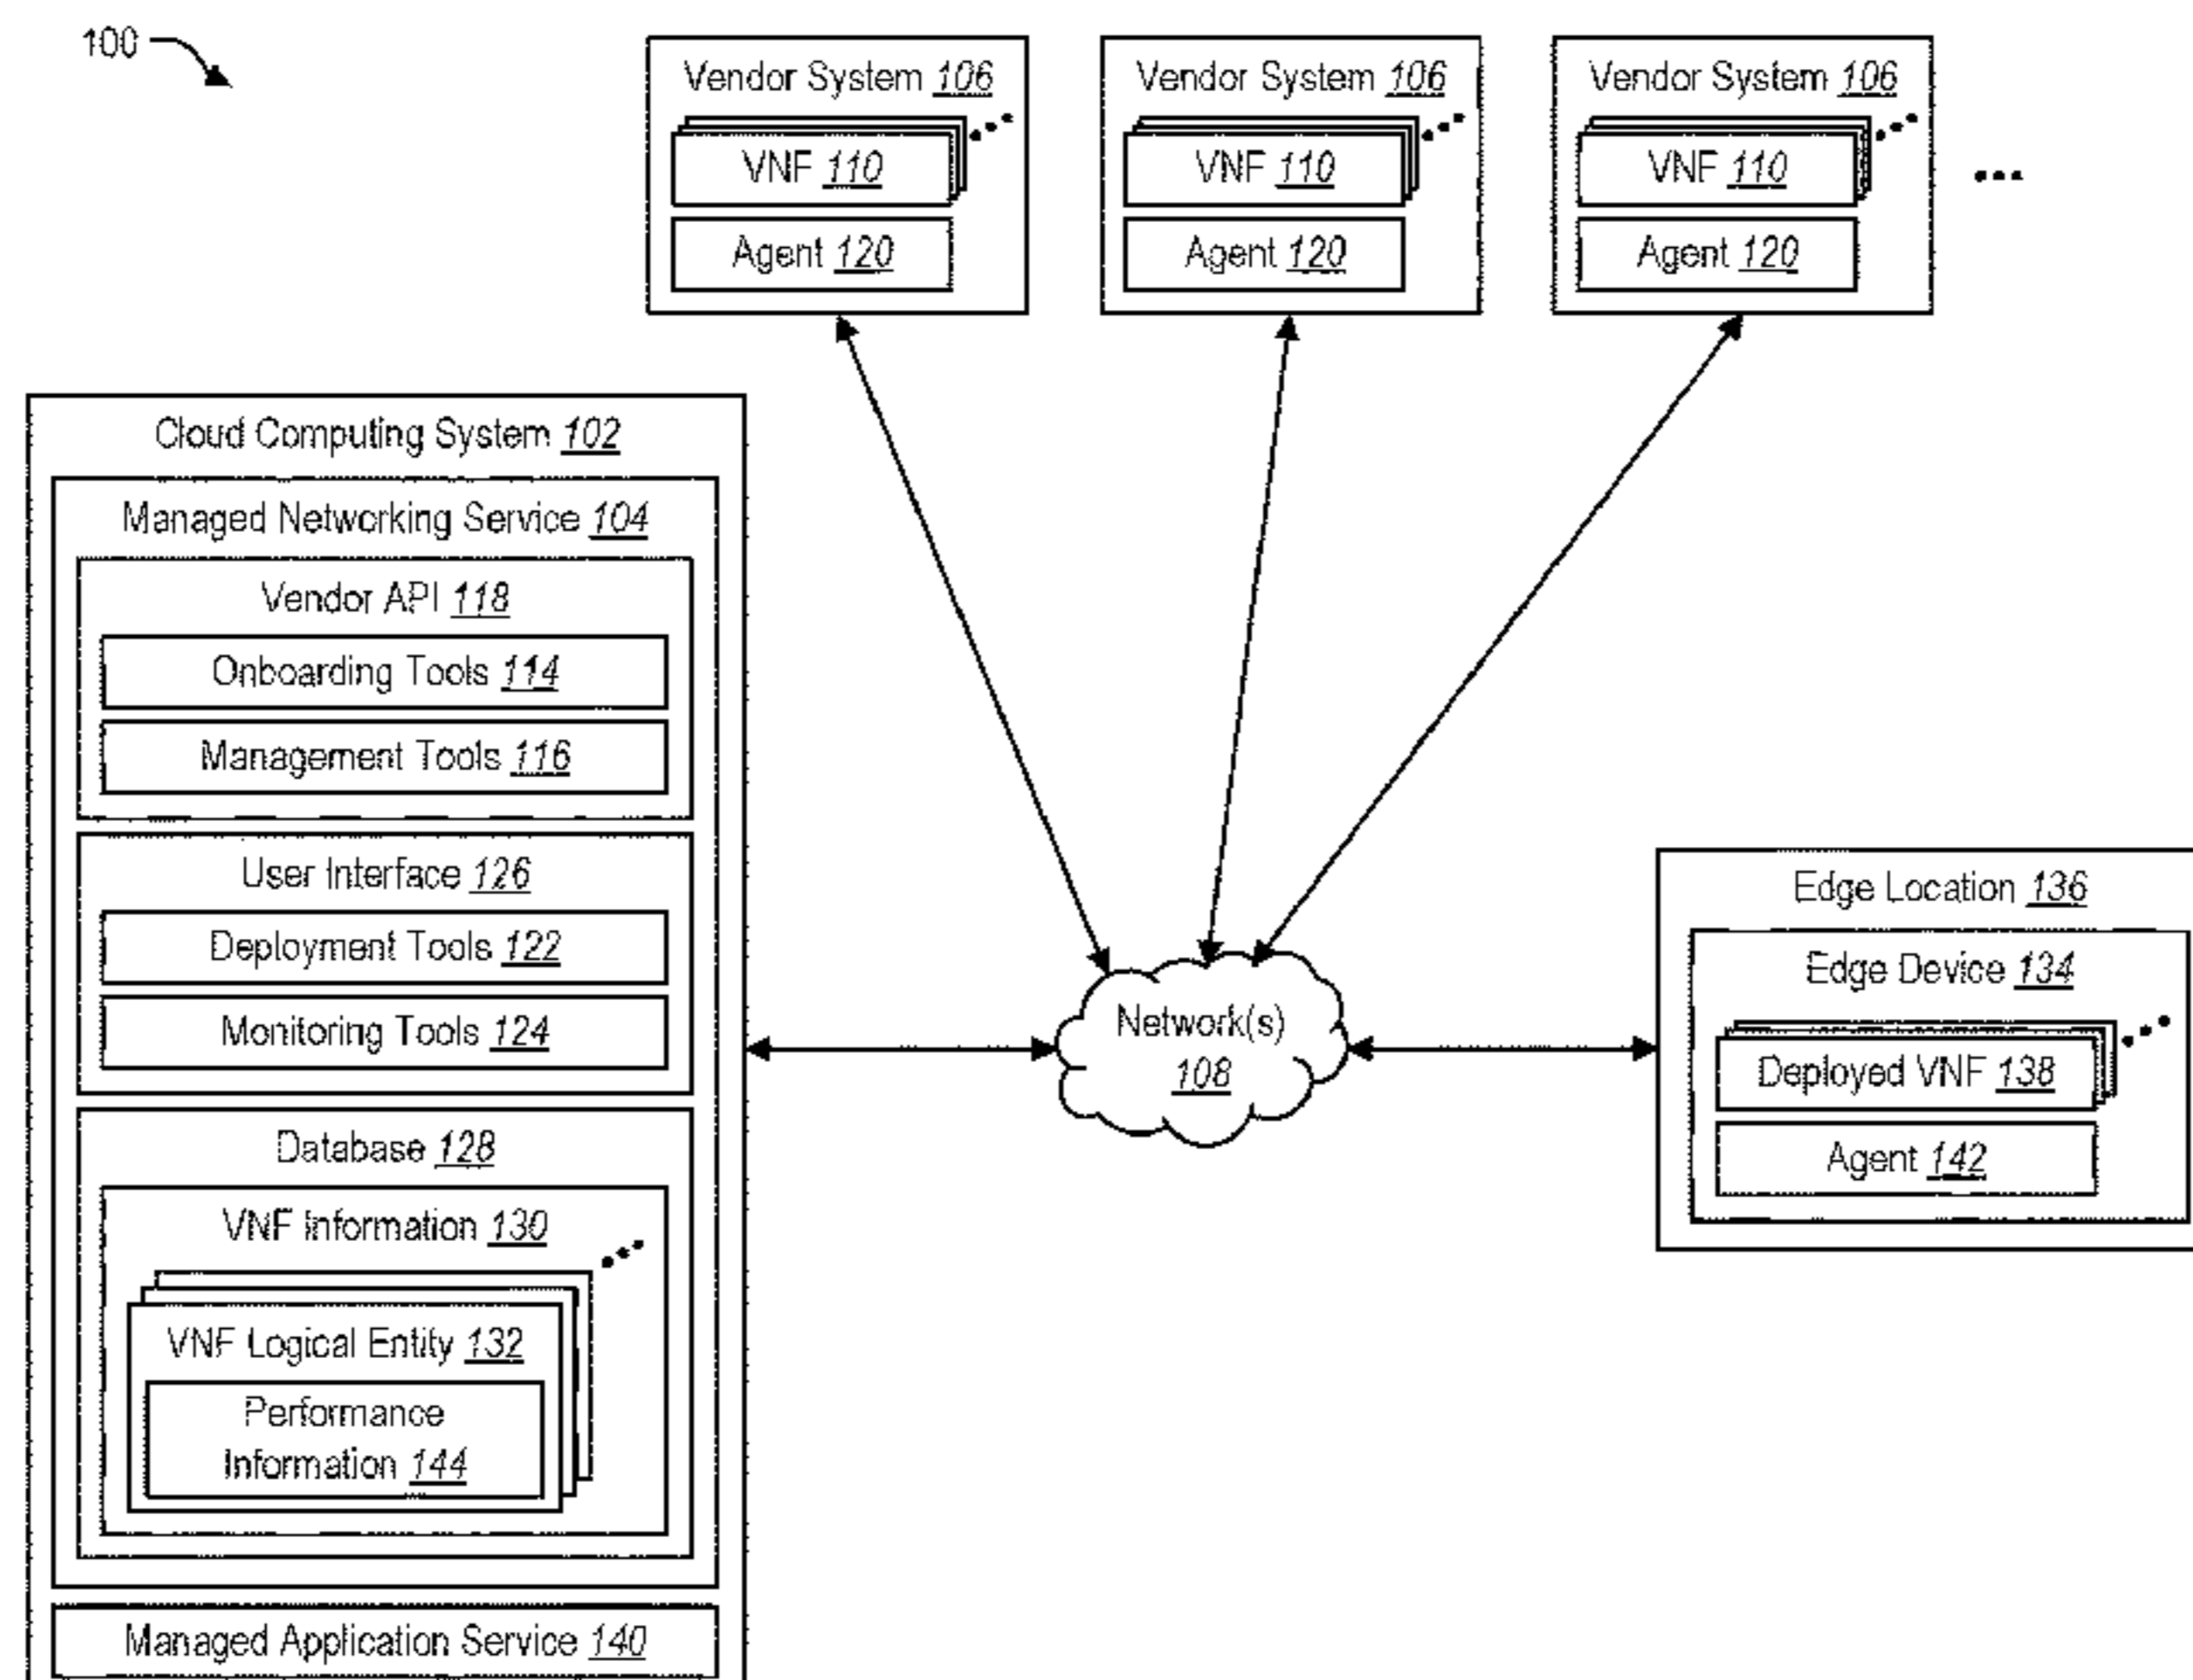 100
Vendor System 106
VNF 110
Agent 120
Vendor System 106
VNF 110
Agent 120
Vendor System 106
VNF 110
Agent 120
Cloud Computing System 102
Managed Networking Service 104
Vendor API 118
Onboarding Tools 114
Management Tools 116
User Interface 126
Deployment Tools 122
Monitoring Tools 124
Database 128
VNF Information 130
VNF Logical Entity 132
Performance
Information 144
Managed Application Service 140
Network(s)
108
Edge Location 136
Edge Device 134
Deployed VNF 138
Agent 142